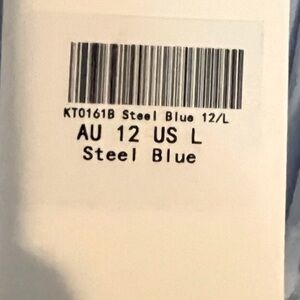 KT0161B Steel Blue 12/L
AU 12 US L
Steel Blue